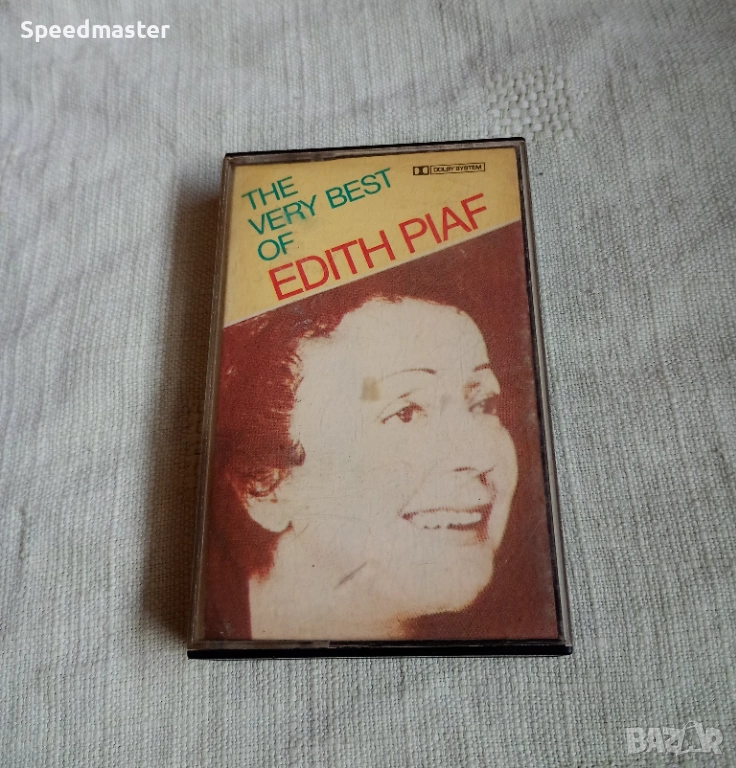 Speedmaster
THE
VERY BEST
OF
EDITH PIAF
DOLBY SYSTEM
BAZAR